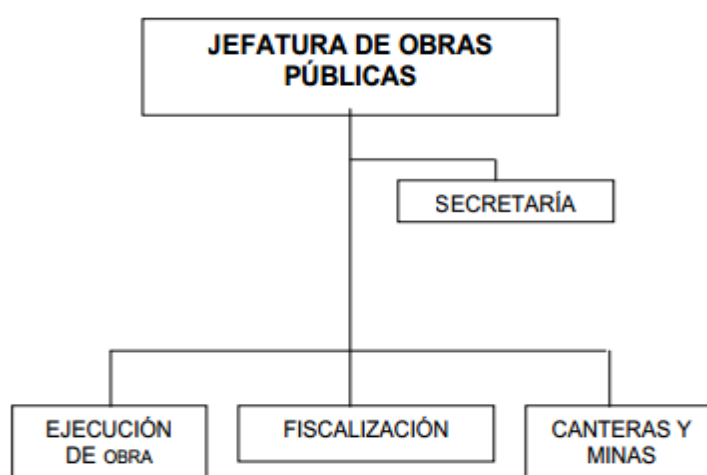 JEFATURA DE OBRAS
PÚBLICAS
SECRETARÍA
EJECUCIÓN
DE OBRA
FISCALIZACIÓN
CANTERAS Y
MINAS